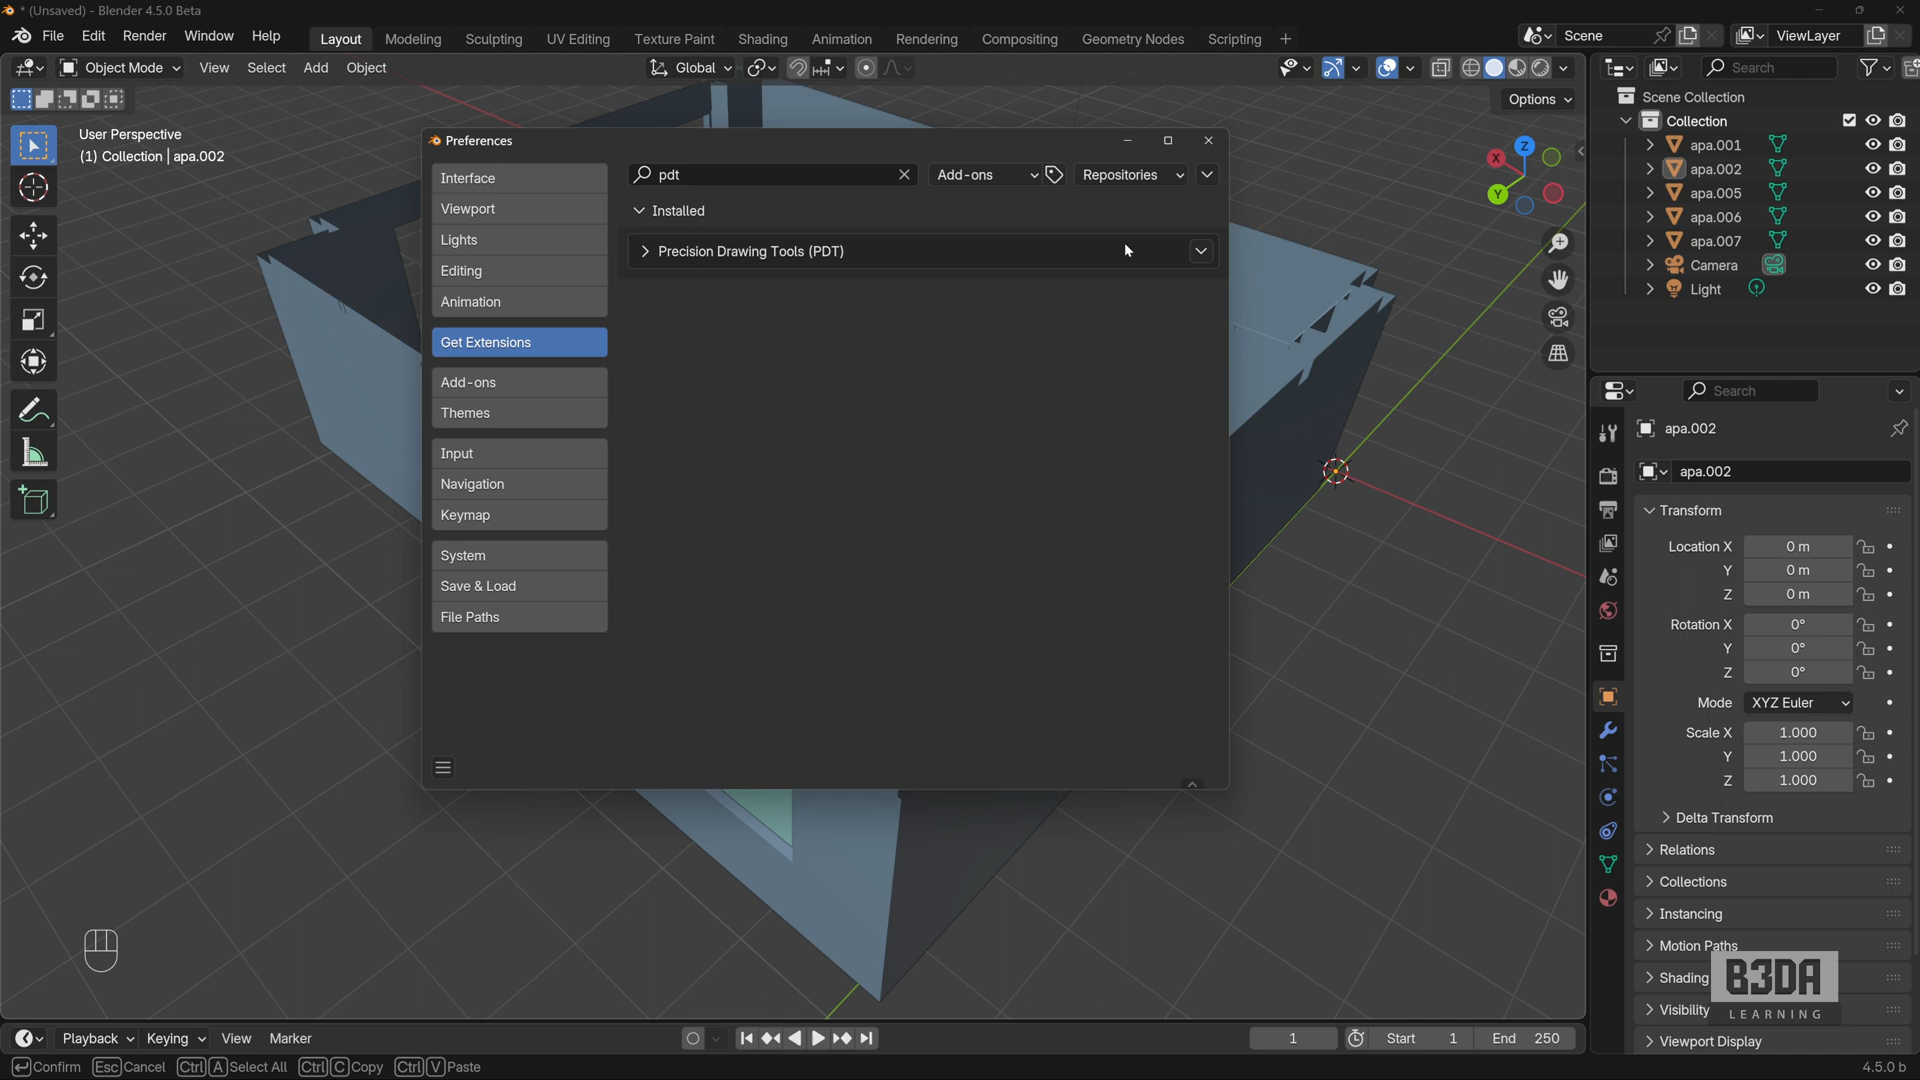 * (Unsaved) - Blender 4.5.0 Beta
File Edit Render Window Help Layout Modeling Sculpting UV Editing Texture Paint Shading Animation Rendering Compositing Geometry Nodes Scripting + Scene ViewLayer
Object Mode View Select Add Object Global Search
Options
User Perspective
(1) Collection | apa.002
Scene Collection
Collection
apa.001
apa.002
apa.005
apa.006
apa.007
Camera
Light
X
Y
Z
Preferences
Interface
Viewport
Lights
Editing
Animation
Get Extensions
Add-ons
Themes
Input
Navigation
Keymap
System
Save & Load
File Paths
pdt Add-ons Repositories
Installed
Precision Drawing Tools (PDT)
Search
apa.002
apa.002
Transform
Location X 0 m
Y 0 m
Z 0 m
Rotation X 0°
Y 0°
Z 0°
Mode XYZ Euler
Scale X 1.000
Y 1.000
Z 1.000
Delta Transform
Relations
Collections
Instancing
Motion Paths
Shading
Visibility
Viewport Display
B3DA
LEARNING
Playback Keying View Marker 1 Start 1 End 250
Confirm Esc Cancel Ctrl A Select All Ctrl C Copy Ctrl V Paste 4.5.0 b